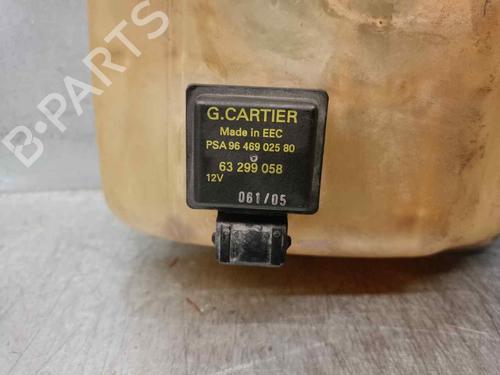 G.CARTIER
Made in EEC
PSA 96 469 025 80
63 299 058
12V
061/05
B-PARTS